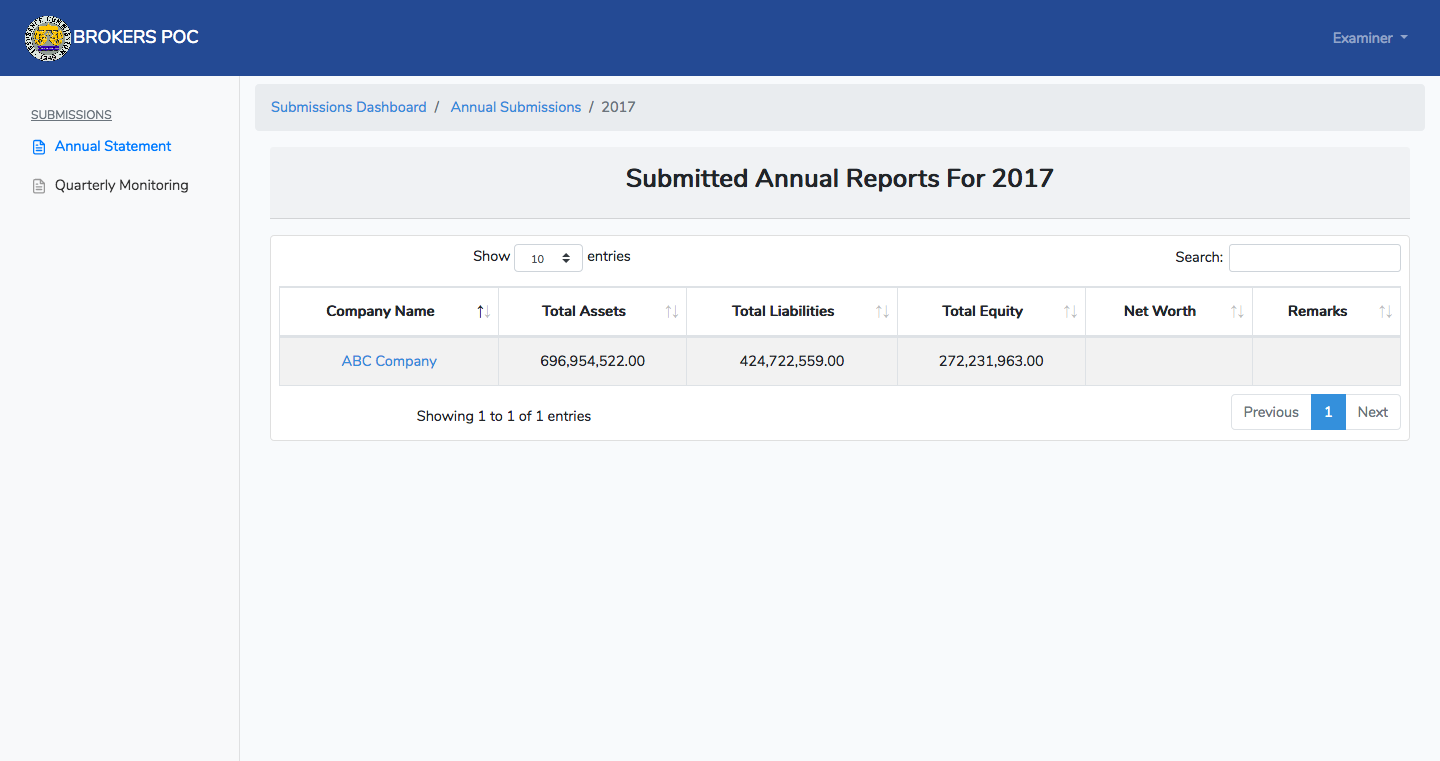 BROKERS POC
Examiner
SUBMISSIONS
Annual Statement
Quarterly Monitoring
Submissions Dashboard / Annual Submissions / 2017
Submitted Annual Reports For 2017
Show 10 entries
Search:
Company Name Total Assets Total Liabilities Total Equity Net Worth Remarks
ABC Company 696,954,522.00 424,722,559.00 272,231,963.00
Showing 1 to 1 of 1 entries
Previous 1 Next